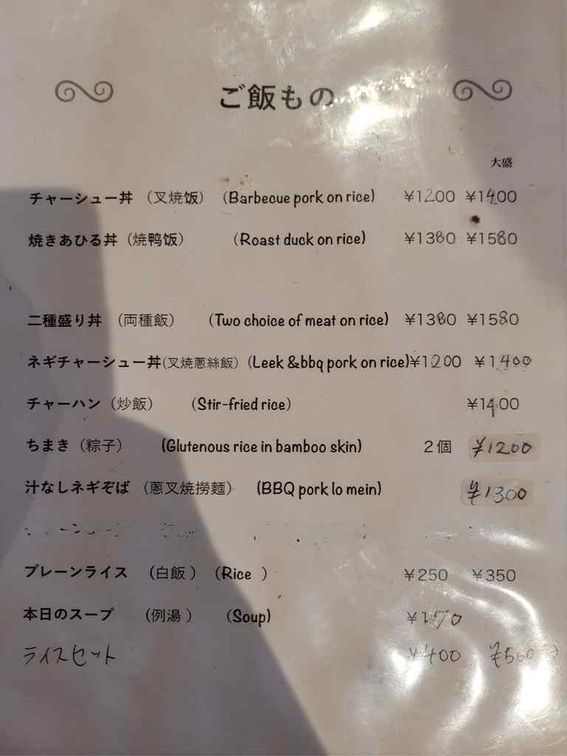 ご飯もの
大盛
チャーシュー丼 （叉焼饭） (Barbecue pork on rice) ¥1200 ¥1400
焼きあひる丼（焼鸭饭） (Roast duck on rice) ¥1380 ¥1580
二種盛り丼 （両種飯） (Two choice of meat on rice) ¥1380 ¥1580
ネギチャーシュー丼(叉焼蔥絲飯) (Leek &bbq pork on rice)¥1200 ¥1400
チャーハン（炒飯） (Stir-fried rice) ¥1400
ちまき（粽子） (Glutenous rice in bamboo skin) 2個 ¥1200
汁なしネギそば （蔥叉焼撈麵） (BBQ pork lo mein) ¥1300
プレーンライス （白飯 ） (Rice ) ¥250 ¥350
本日のスープ （例湯 ） (Soup)
ライスセット ¥400